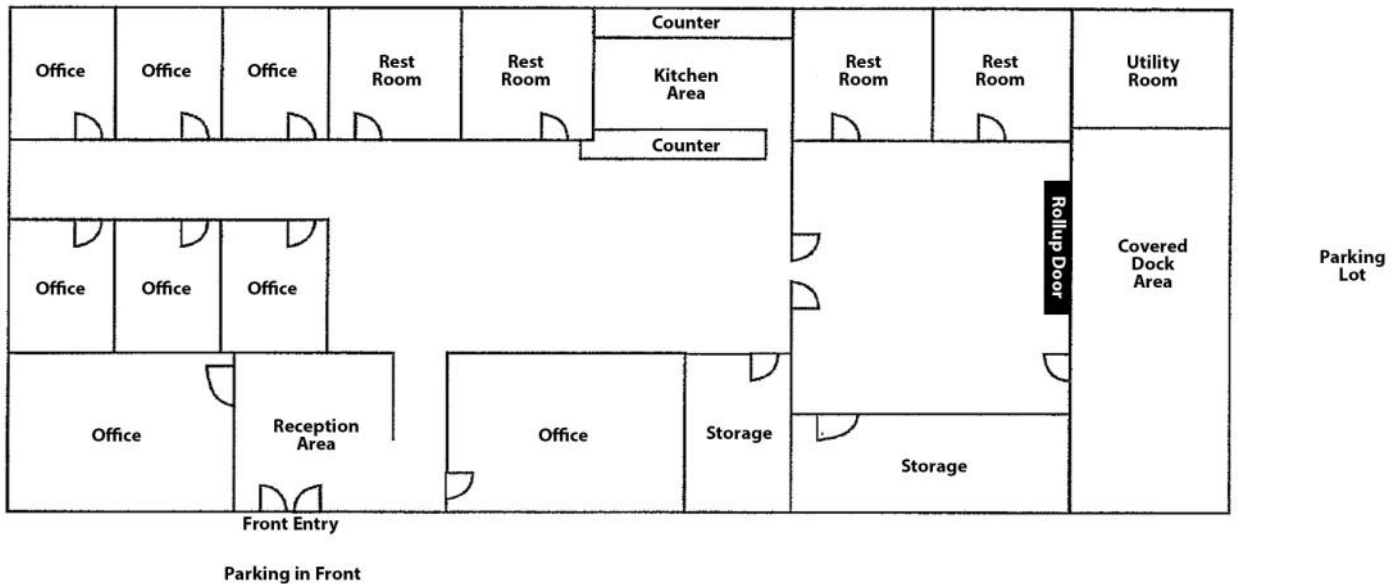 Counter
Office
Office
Office
Rest
Room
Rest
Room
Kitchen
Area
Rest
Room
Rest
Room
Utility
Room
Counter
Rollup Door
Covered
Dock
Area
Parking
Lot
Office
Office
Office
Office
Reception
Area
Office
Storage
Storage
Front Entry
Parking in Front